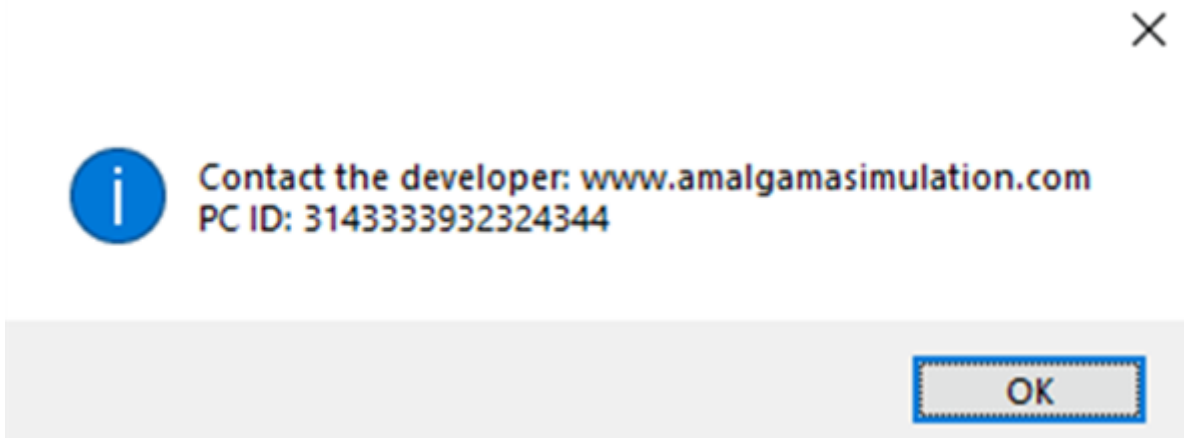 Contact the developer: www.amalgamasimulation.com
PC ID: 3143333932324344
OK